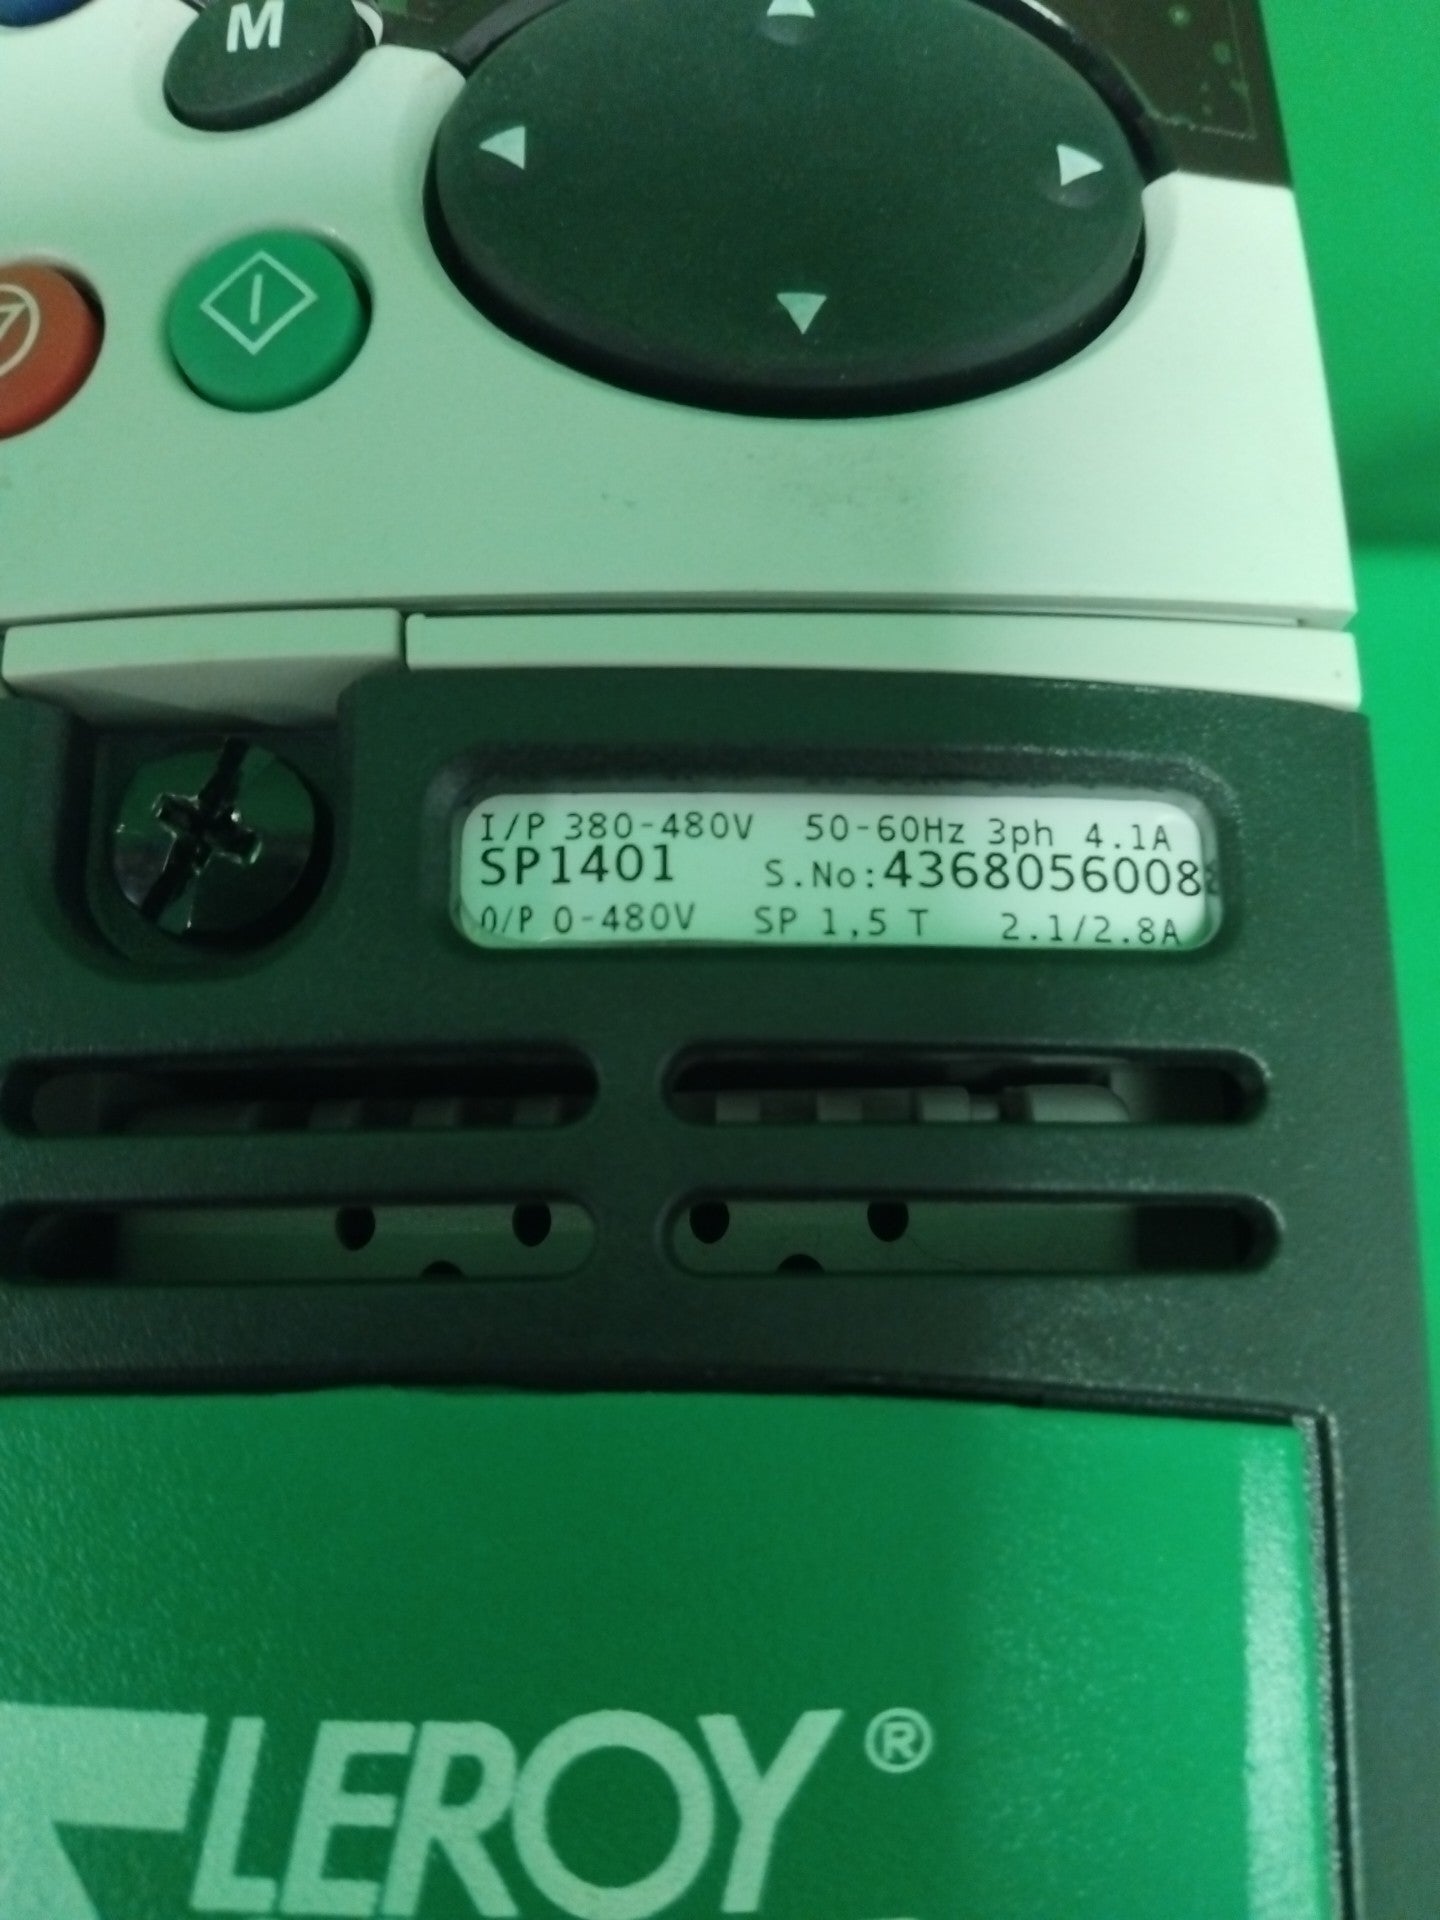 M
I/P 380-480V 50-60Hz 3ph 4.1A
SP1401 S.No:4368056008
O/P 0-480V SP 1,5 T 2.1/2.8A
LEROY®